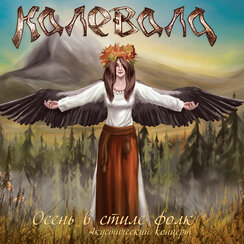 Калевала
Осень в стиле фолк
Акустический концерт